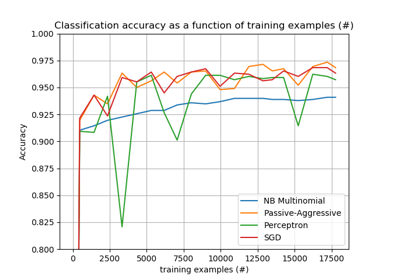 Classification accuracy as a function of training examples (#)
1.000
0.975
0.950
0.925
0.900
0.875
0.850
0.825
0.800
Accuracy
NB Multinomial
Passive-Aggressive
Perceptron
SGD
0 2500 5000 7500 10000 12500 15000 17500
training examples (#)